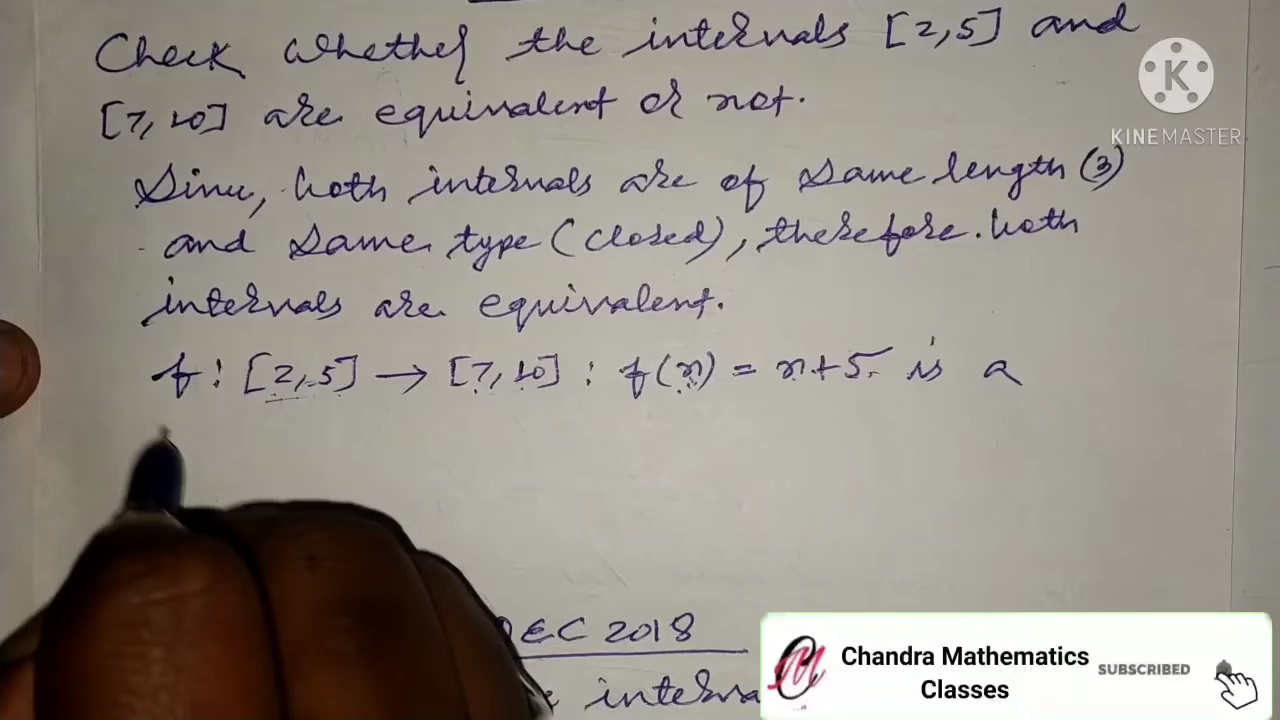 Check whether the intervals [2,5] and
[7,10] are equivalent or not.
Since, both intervals are of same length (3)
and same type (closed), therefore both
intervals are equivalent.
f : [2,5] → [7,10] : f(x) = x+5 is a
DEC 2018
interva
KINEMASTER
Chandra Mathematics
Classes
SUBSCRIBED